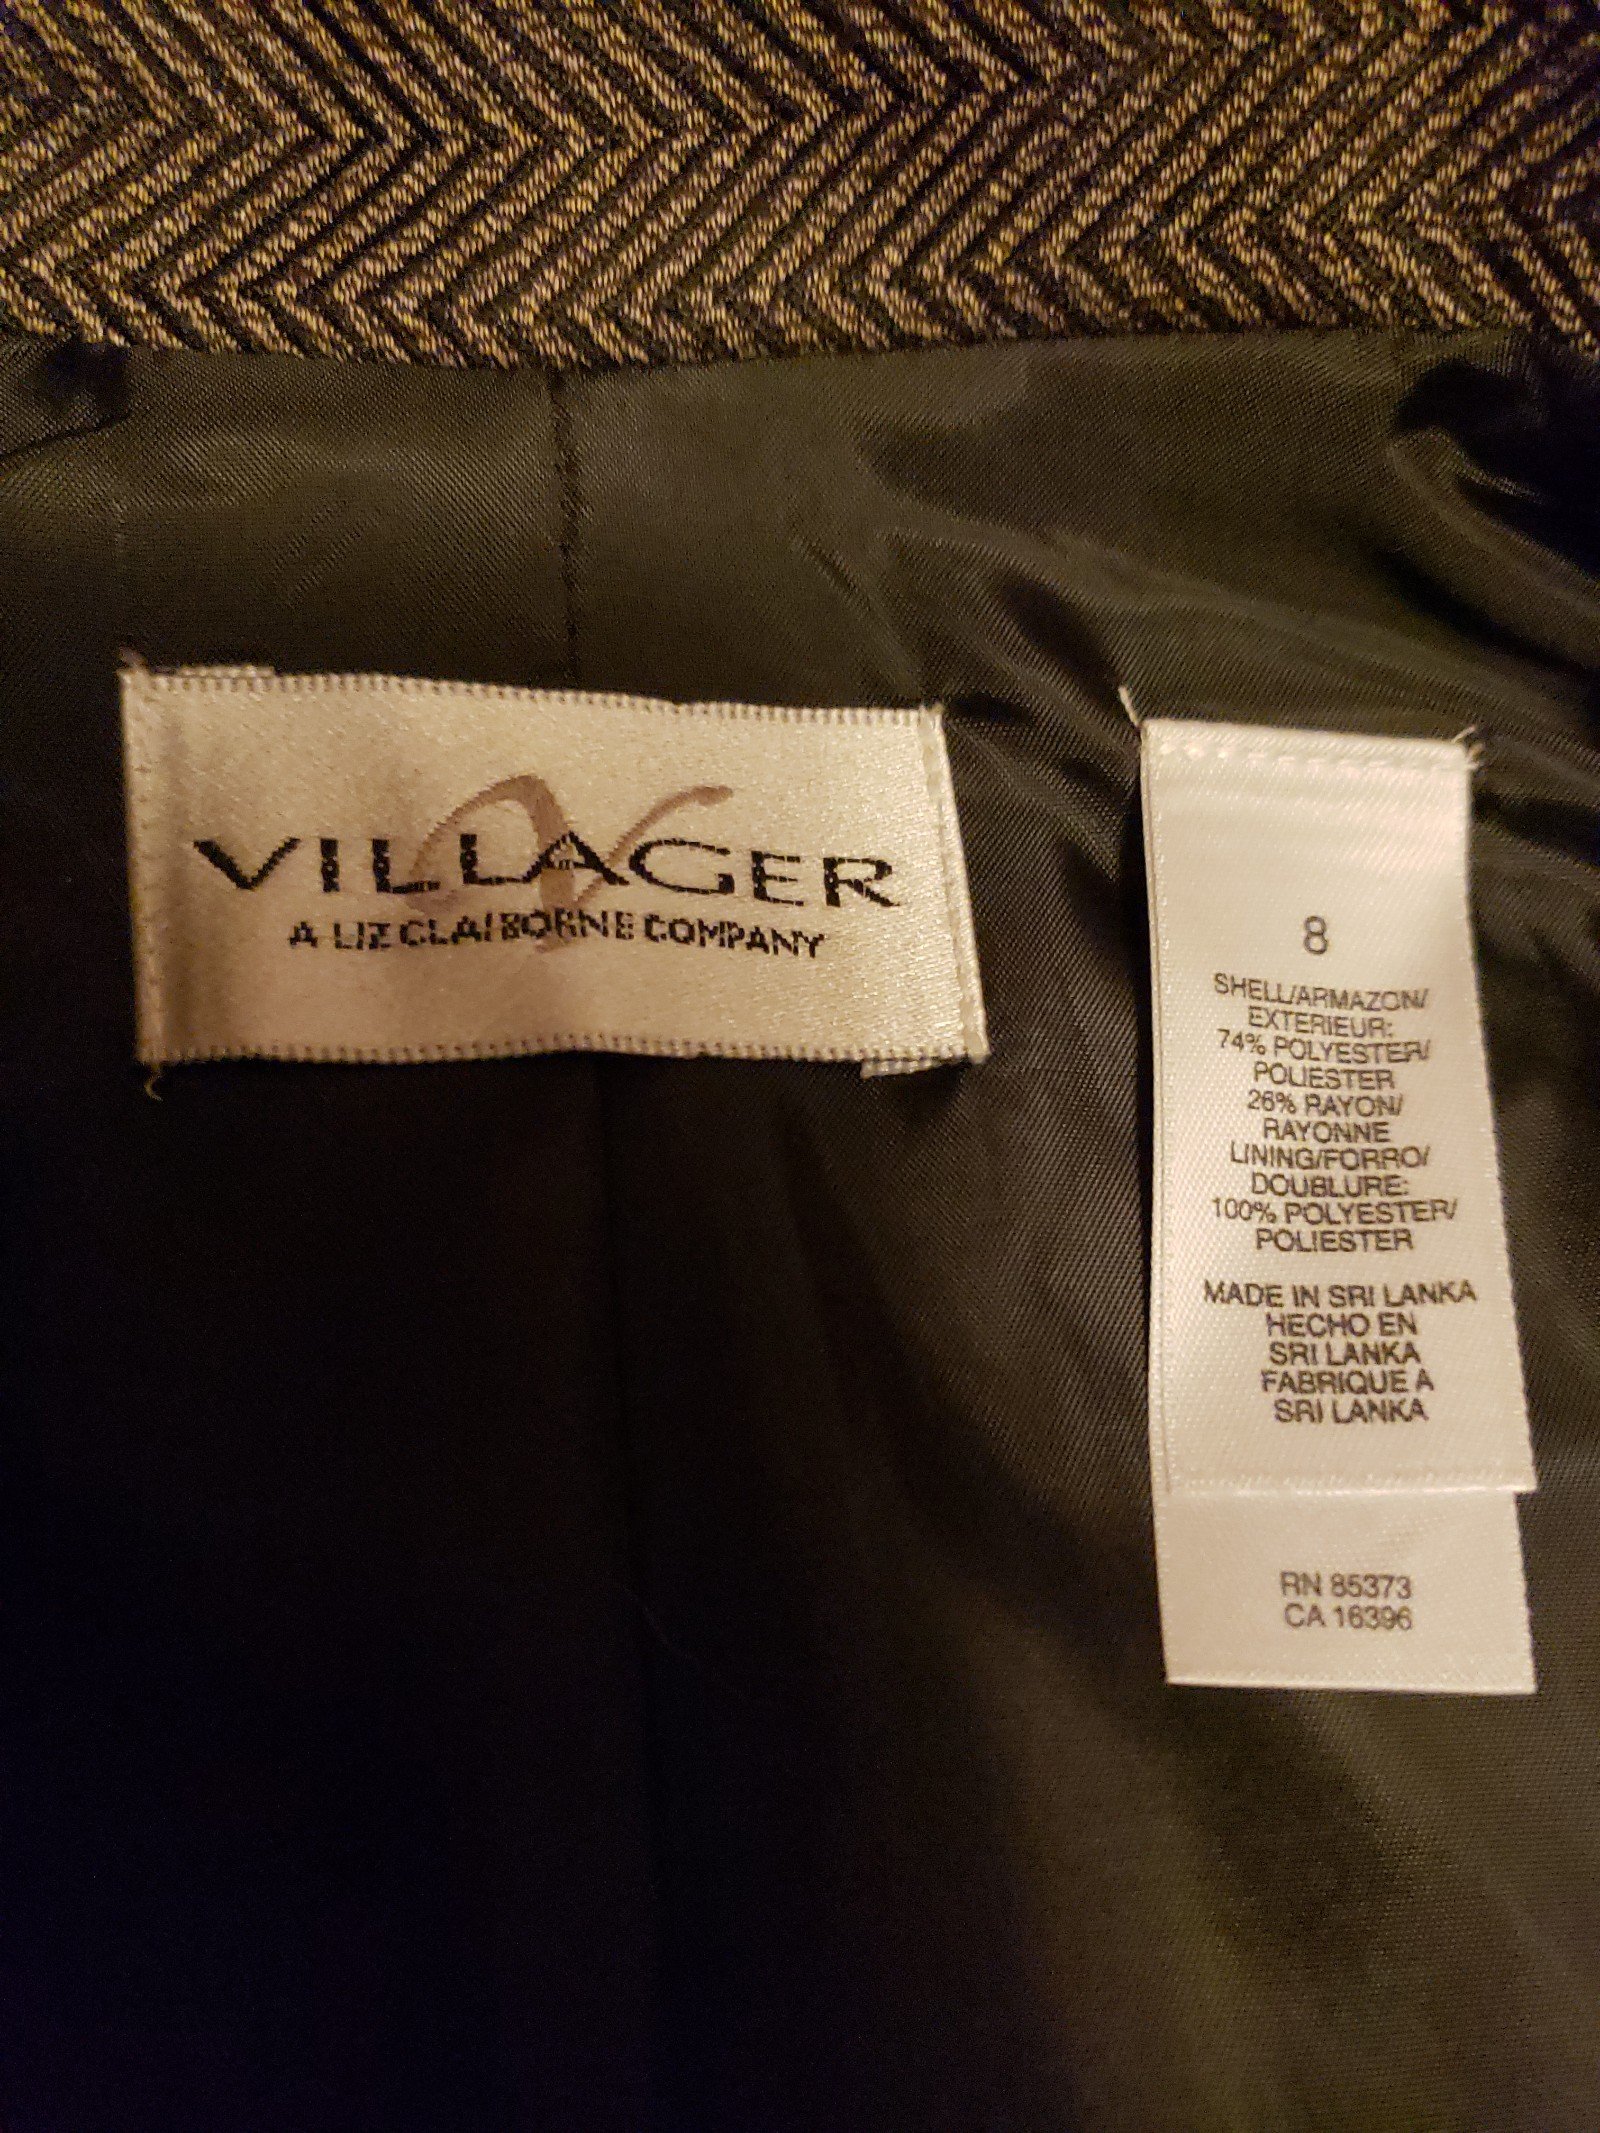 VILLAGER
A LIZ CLAIBORNE COMPANY
8
SHELL/ARMAZON/
EXTERIEUR:
74% POLYESTER/
POLIESTER
26% RAYON/
RAYONNE
LINING/FORRO/
DOUBLURE:
100% POLYESTER/
POLIESTER
MADE IN SRI LANKA
HECHO EN
SRI LANKA
FABRIQUE A
SRI LANKA
RN 85373
CA 16396